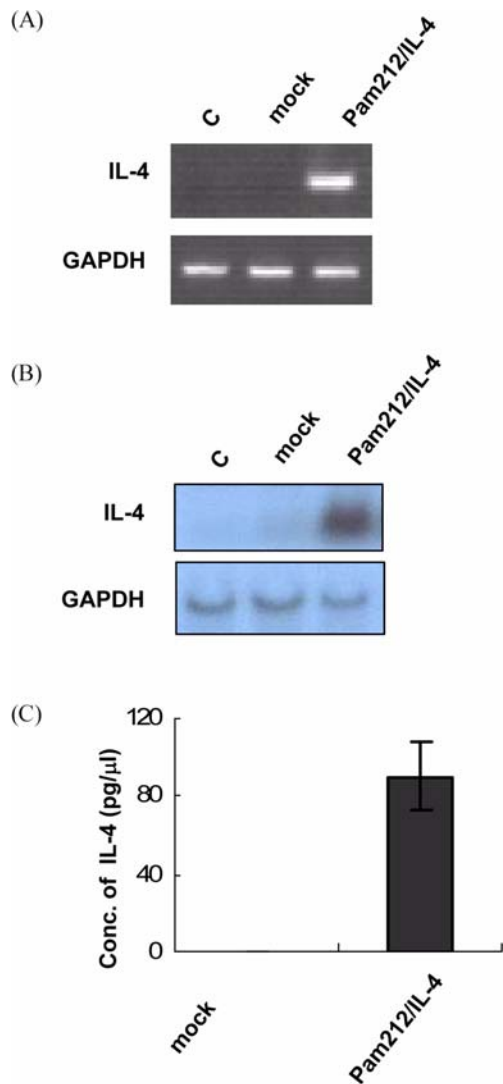 (A)
C mock Pam212/IL-4
IL-4
GAPDH
(B)
C mock Pam212/IL-4
IL-4
GAPDH
(C)
Conc. of IL-4 (pg/μl)
120
80
40
0
mock Pam212/IL-4